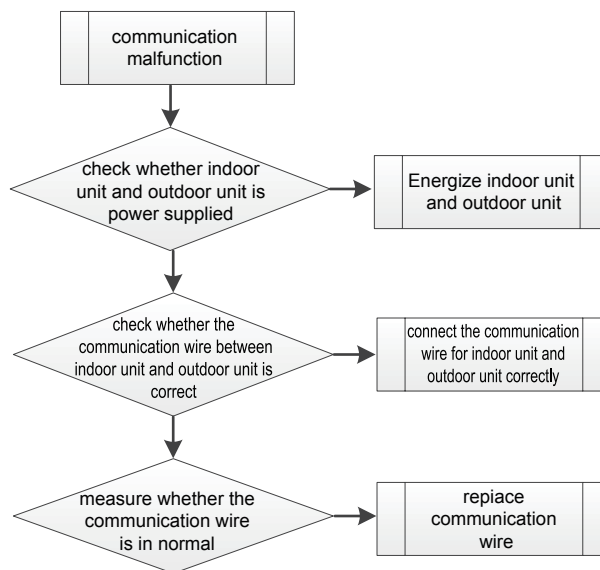 communication
malfunction
check whether indoor
unit and outdoor unit is
power supplied
Energize indoor unit
and outdoor unit
check whether the
communication wire between
indoor unit and outdoor unit is
correct
connect the communication
wire for indoor unit and
outdoor unit correctly
measure whether the
communication wire
is in normal
repiace
communication
wire